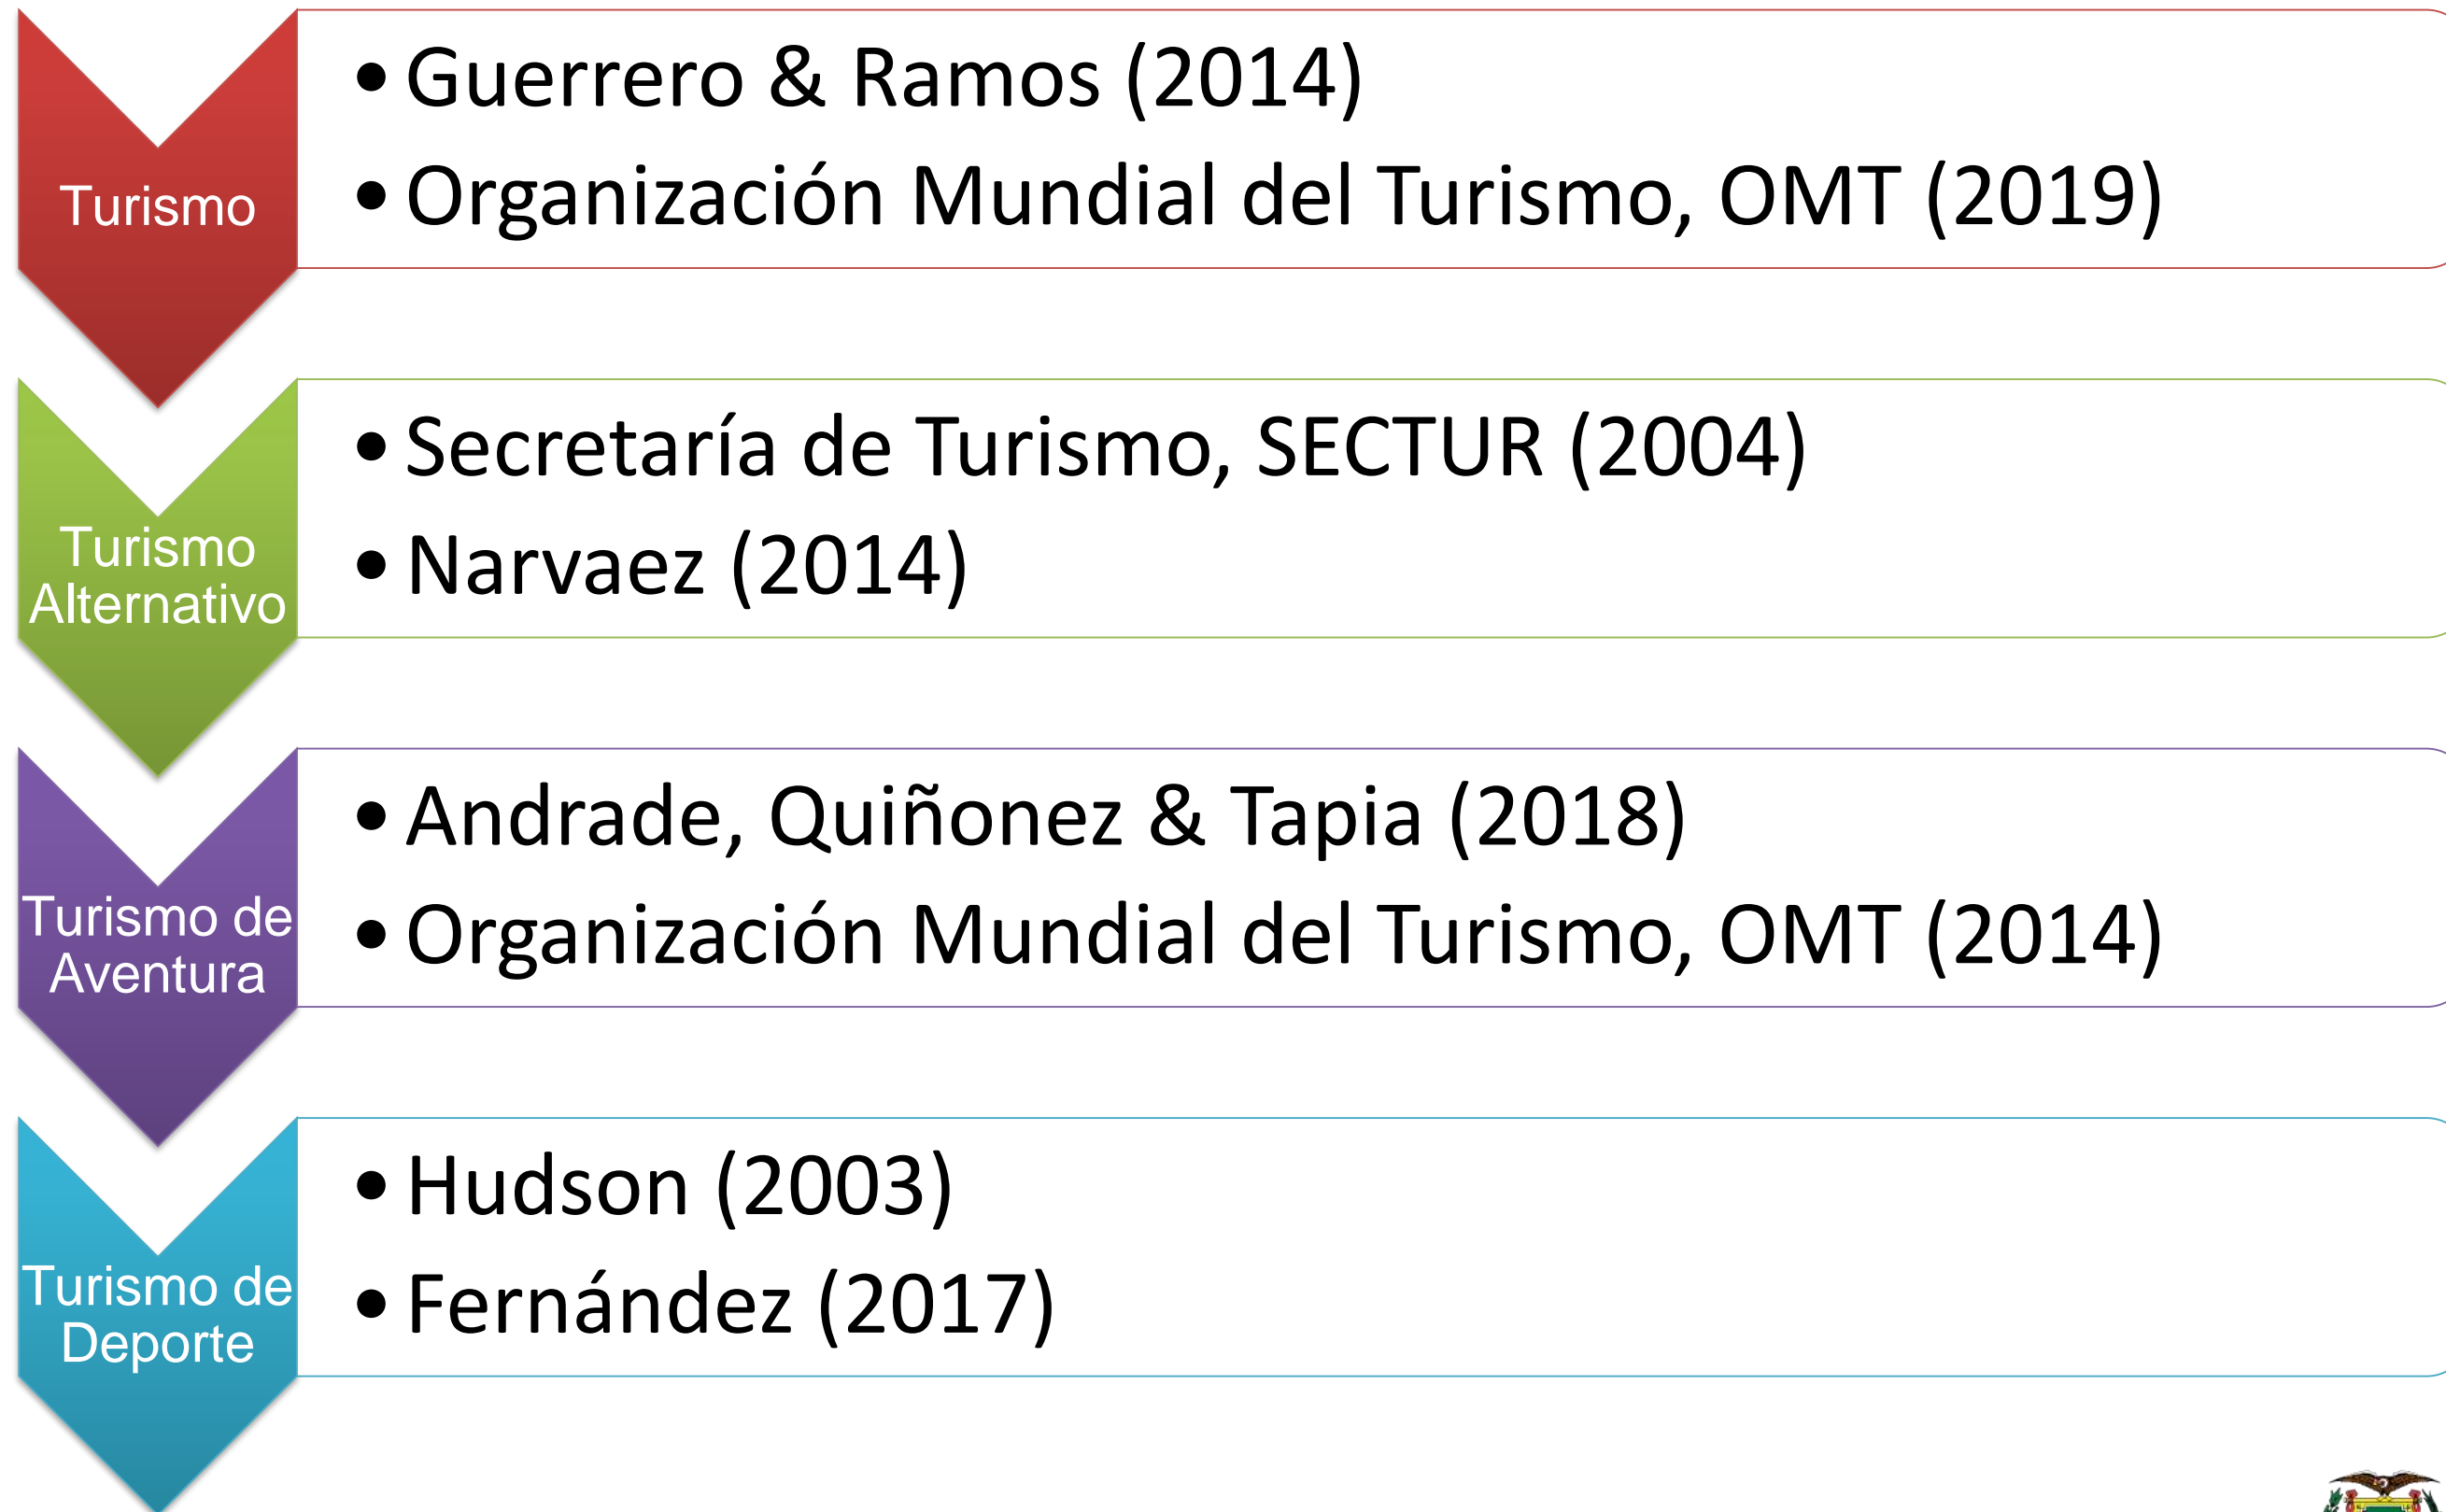 Turismo
• Guerrero & Ramos (2014)
• Organización Mundial del Turismo, OMT (2019)
Turismo
Alternativo
• Secretaría de Turismo, SECTUR (2004)
• Narvaez (2014)
Turismo de
Aventura
• Andrade, Quiñonez & Tapia (2018)
• Organización Mundial del Turismo, OMT (2014)
Turismo de
Deporte
• Hudson (2003)
• Fernández (2017)